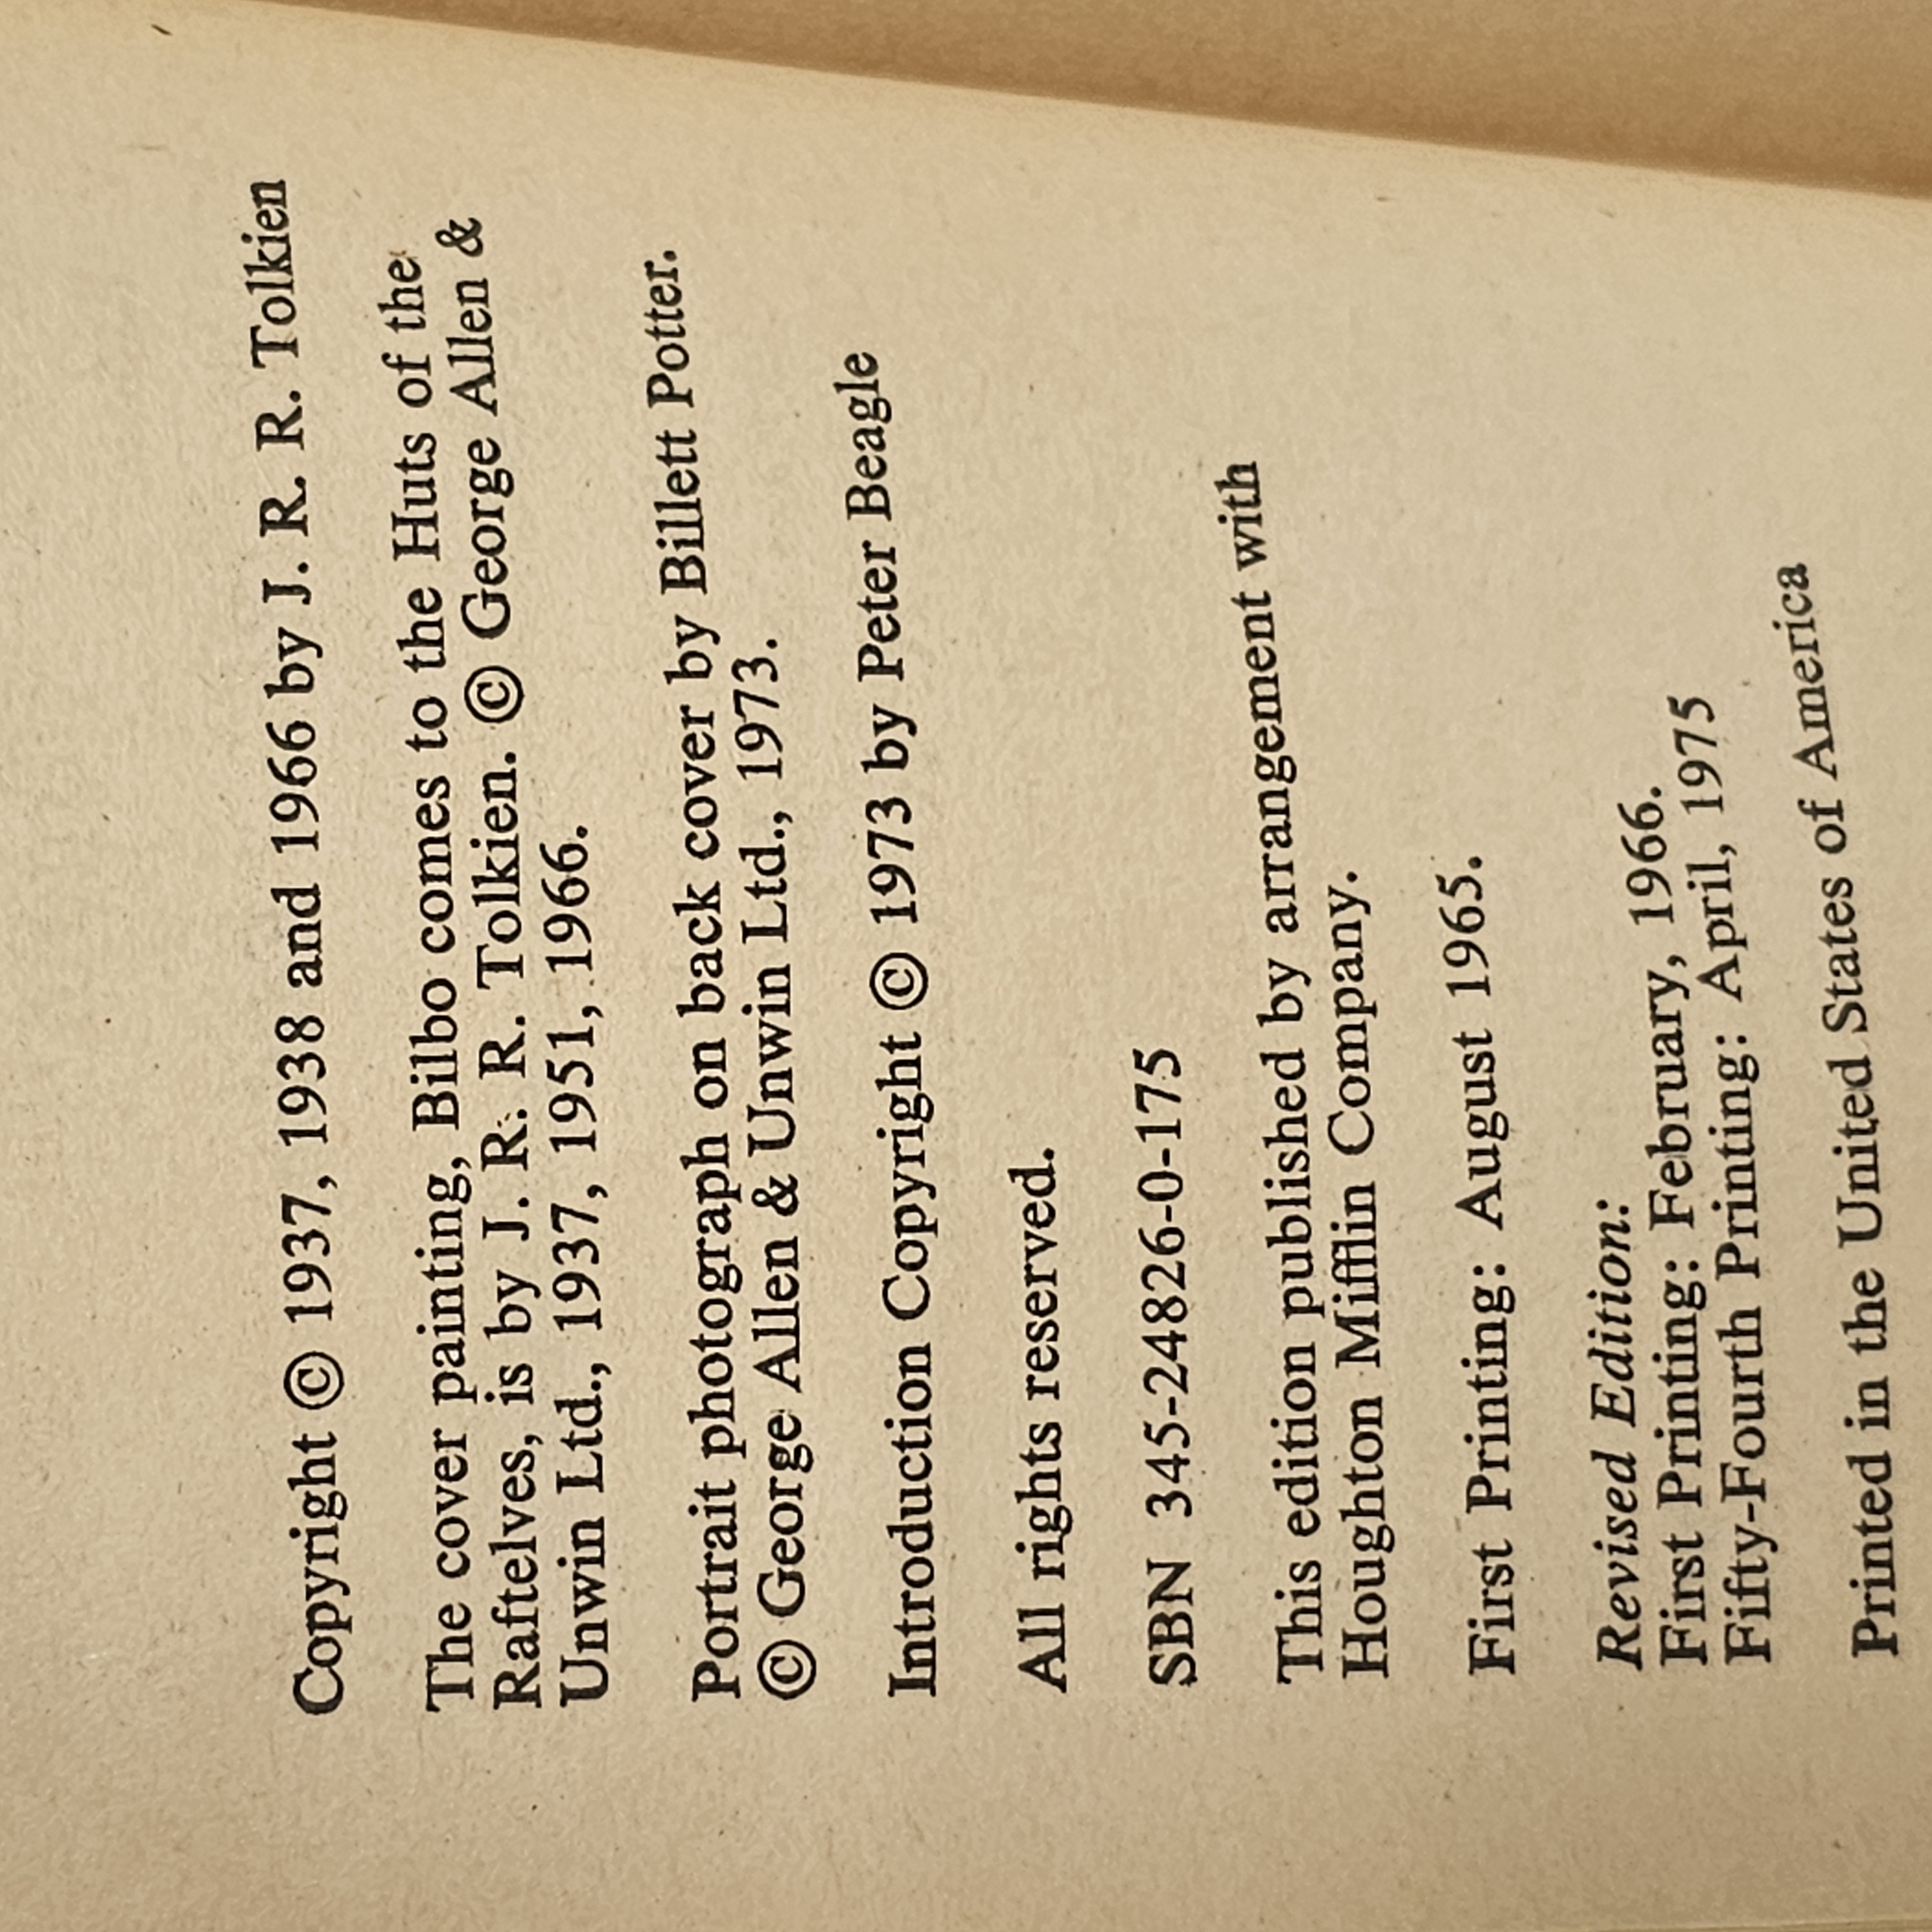 Copyright © 1937, 1938 and 1966 by J. R. R. Tolkien
The cover painting, Bilbo comes to the Huts of the
Raftelves, is by J. R. R. Tolkien. © George Allen &
Unwin Ltd., 1937, 1951, 1966.
Portrait photograph on back cover by Billett Potter.
© George Allen & Unwin Ltd., 1973.
Introduction Copyright © 1973 by Peter Beagle
All rights reserved.
SBN 345-24826-0-175
This edition published by arrangement with
Houghton Mifflin Company.
First Printing: August 1965.
Revised Edition:
First Printing: February, 1966.
Fifty-Fourth Printing: April, 1975
Printed in the United States of America